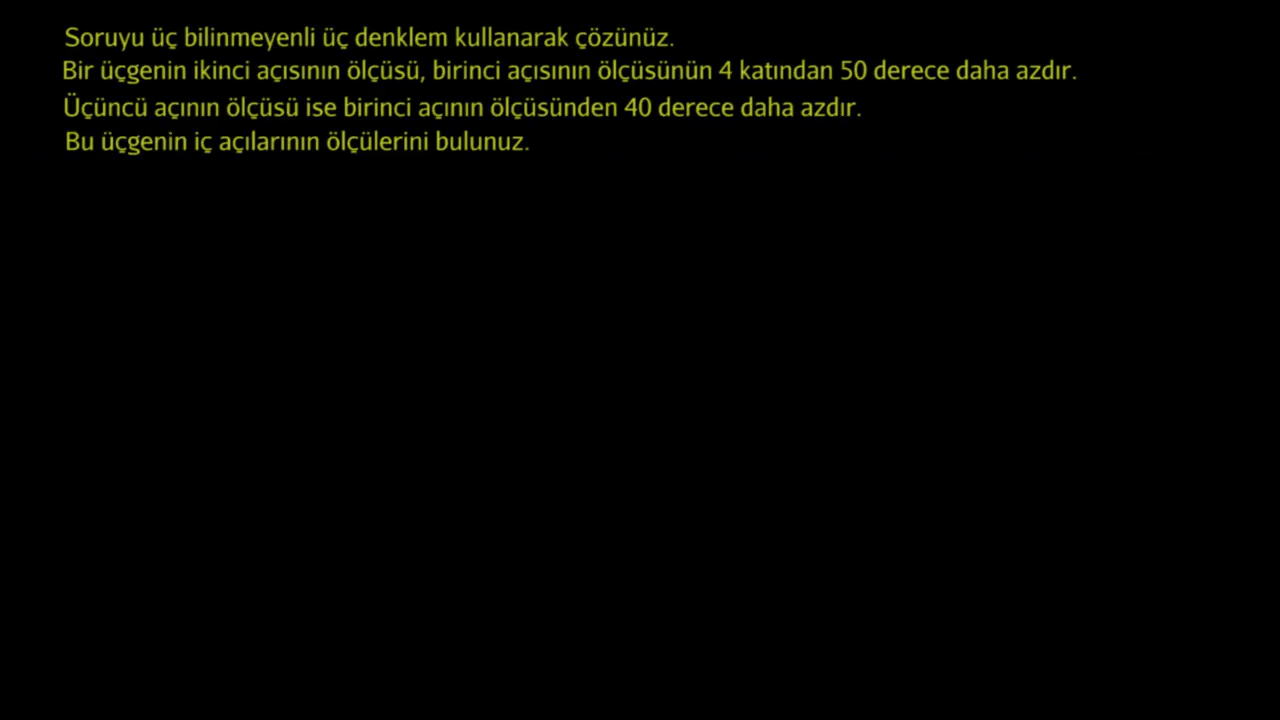 Soruyu üç bilinmeyenli üç denklem kullanarak çözünüz.
Bir üçgenin ikinci açısının ölçüsü, birinci açısının ölçüsünün 4 katından 50 derece daha azdır.
Üçüncü açının ölçüsü ise birinci açının ölçüsünden 40 derece daha azdır.
Bu üçgenin iç açılarının ölçülerini bulunuz.